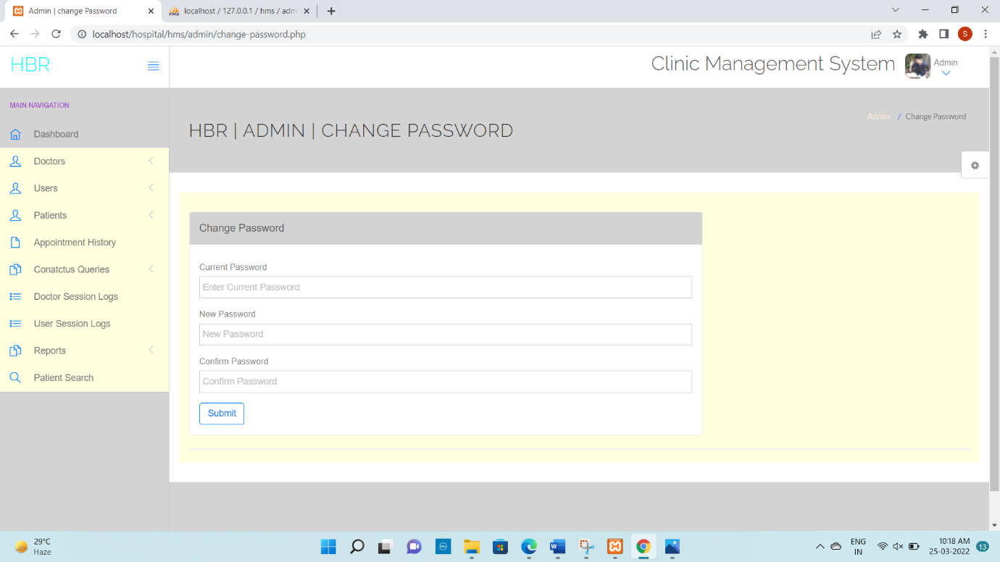 Admin | change Password
localhost / 127.0.0.1 / hms / adm
localhost/hospital/hms/admin/change-password.php
S
HBR
Clinic Management System
Admin
MAIN NAVIGATION
Dashboard
Doctors
Users
Patients
Appointment History
Conatctus Queries
Doctor Session Logs
User Session Logs
Reports
Patient Search
HBR | ADMIN | CHANGE PASSWORD
Admin / Change Password
Change Password
Current Password
Enter Current Password
New Password
New Password
Confirm Password
Confirm Password
Submit
29°C
Haze
ENG
IN
10:18 AM
25-03-2022
13